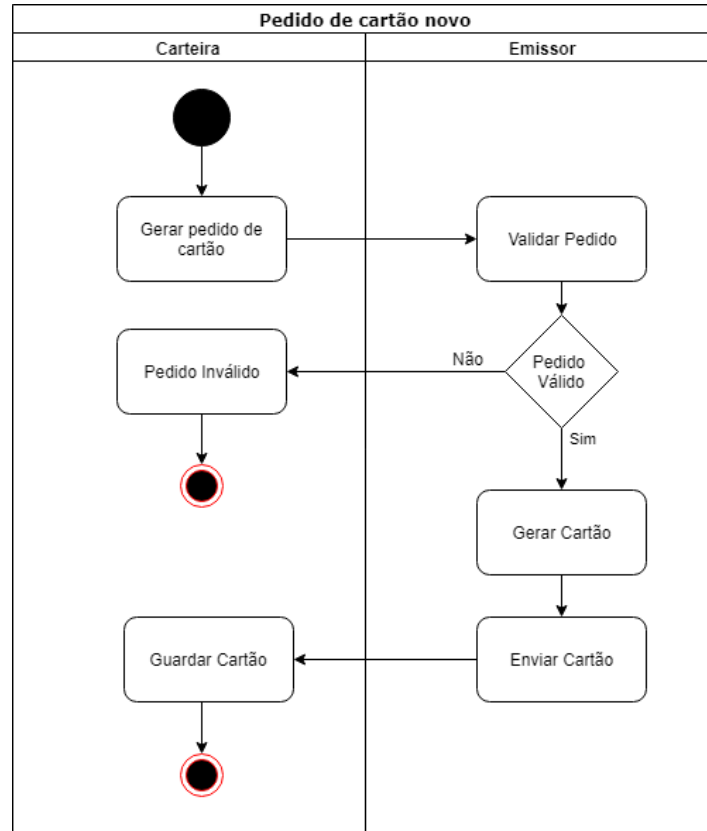 Pedido de cartão novo
Carteira
Emissor
Gerar pedido de
cartão
Validar Pedido
Pedido Inválido
Não
Pedido
Válido
Sim
Gerar Cartão
Guardar Cartão
Enviar Cartão